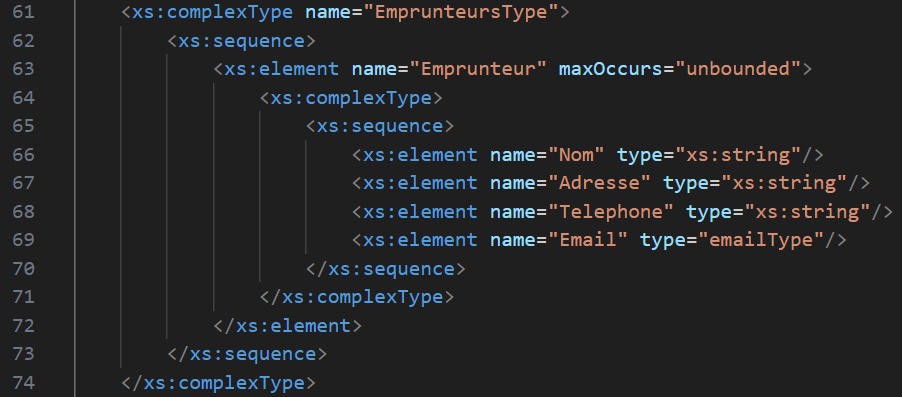 61 <xs:complexType name="EmprunteursType">
62 <xs:sequence>
63 <xs:element name="Emprunteur" maxOccurs="unbounded">
64 <xs:complexType>
65 <xs:sequence>
66 <xs:element name="Nom" type="xs:string"/>
67 <xs:element name="Adresse" type="xs:string"/>
68 <xs:element name="Telephone" type="xs:string"/>
69 <xs:element name="Email" type="emailType"/>
70 </xs:sequence>
71 </xs:complexType>
72 </xs:element>
73 </xs:sequence>
74 </xs:complexType>